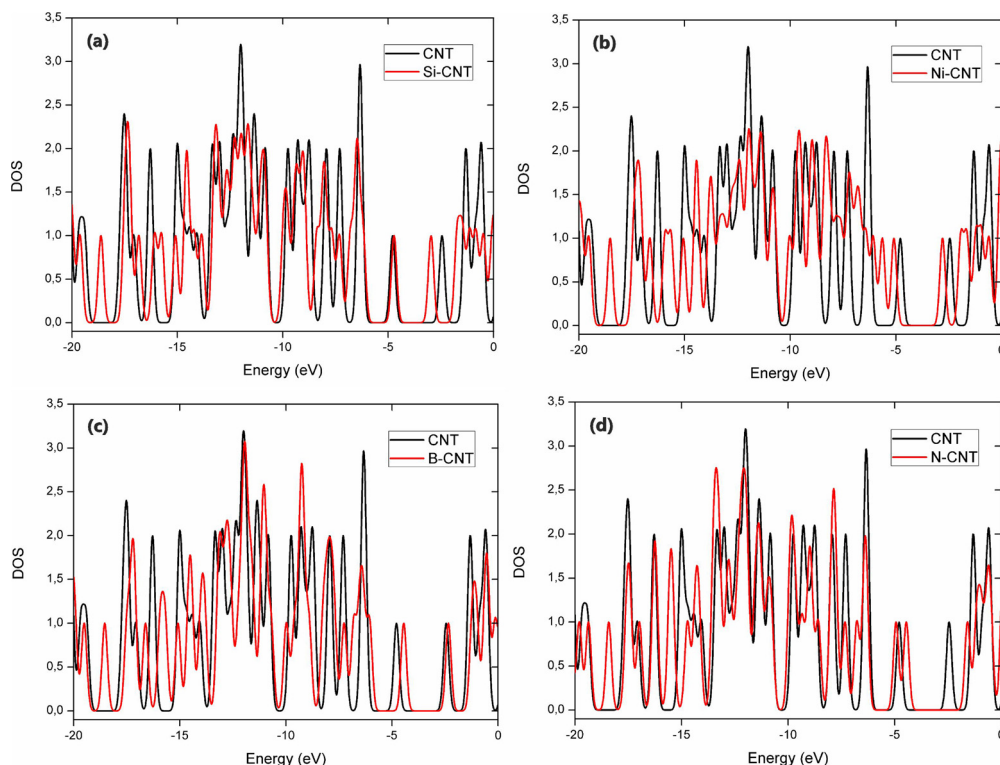 (a)
CNT
Si-CNT
3,5
3,0
2,5
2,0
1,5
1,0
0,5
0,0
DOS
-20
-15
-10
-5
0
Energy (eV)
(b)
CNT
Ni-CNT
3,5
3,0
2,5
2,0
1,5
1,0
0,5
0,0
DOS
-20
-15
-10
-5
0
Energy (eV)
(c)
CNT
B-CNT
3,5
3,0
2,5
2,0
1,5
1,0
0,5
0,0
DOS
-20
-15
-10
-5
0
Energy (eV)
(d)
CNT
N-CNT
3,5
3,0
2,5
2,0
1,5
1,0
0,5
0,0
DOS
-20
-15
-10
-5
0
Energy (eV)